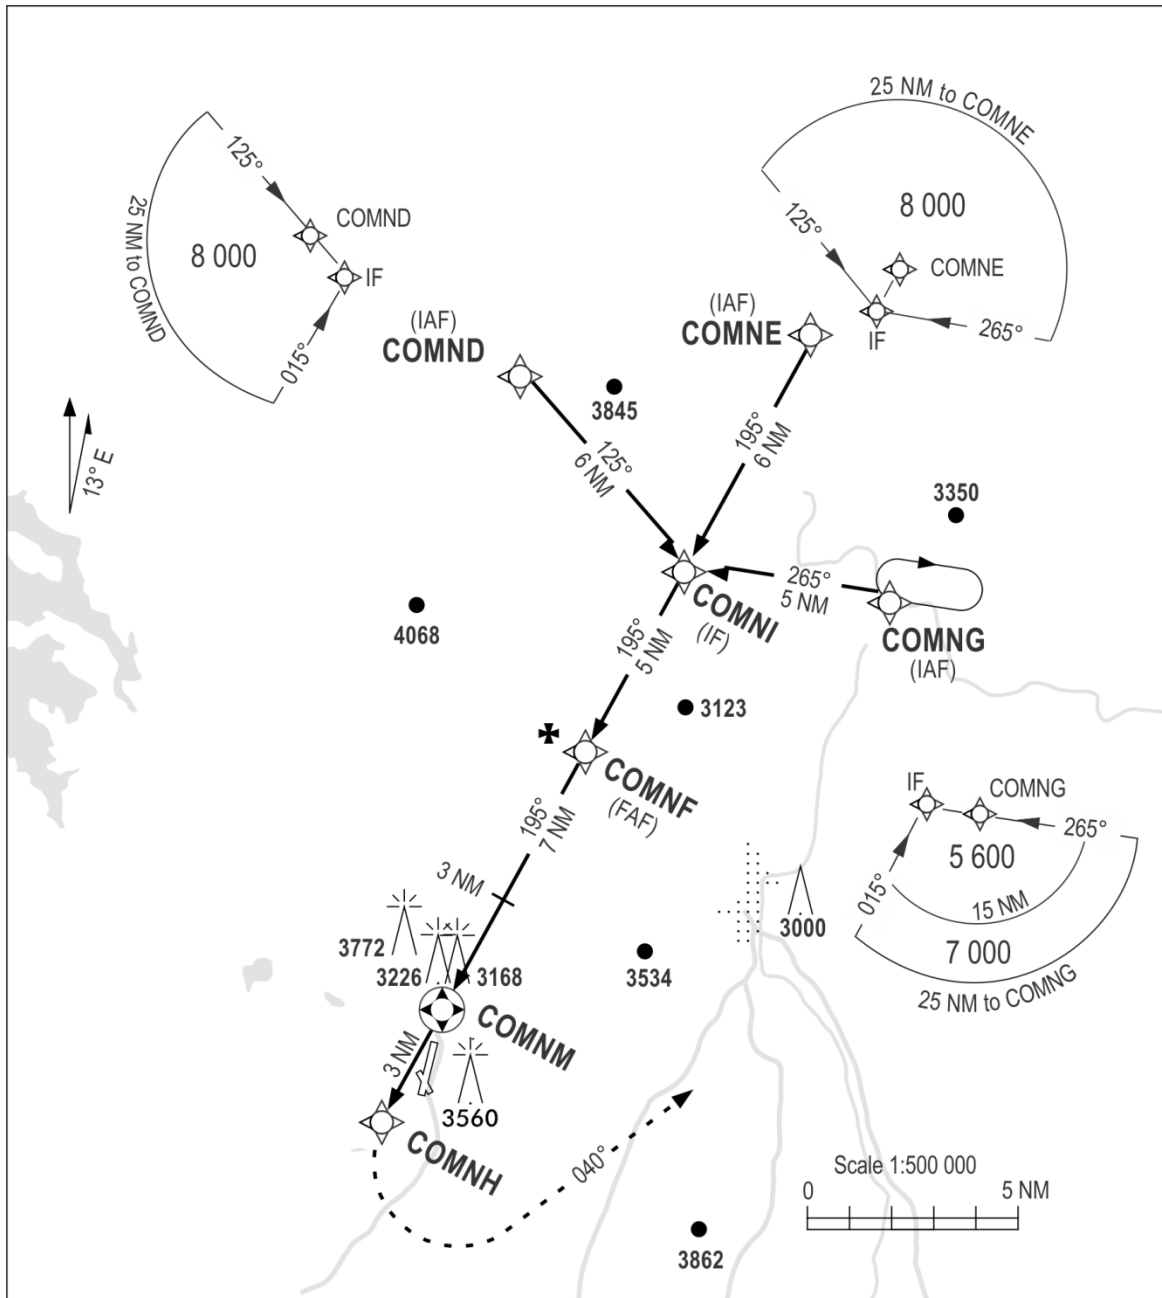 25 NM to COMNE
125°
8 000
COMNE
IF
265°
125°
25 NM to COMND
COMND
8 000
IF
015°
(IAF)
COMND
(IAF)
COMNE
3845
125°
6 NM
195°
6 NM
13° E
3350
4068
COMNI
(IF)
265°
5 NM
COMNG
(IAF)
195°
5 NM
3123
COMNF
(FAF)
195°
7 NM
3 NM
IF
COMNG
265°
5 600
015°
15 NM
7 000
25 NM to COMNG
3772
3226
3168
3534
3000
COMNM
3 NM
3560
COMNH
040°
3862
Scale 1:500 000
0 5 NM